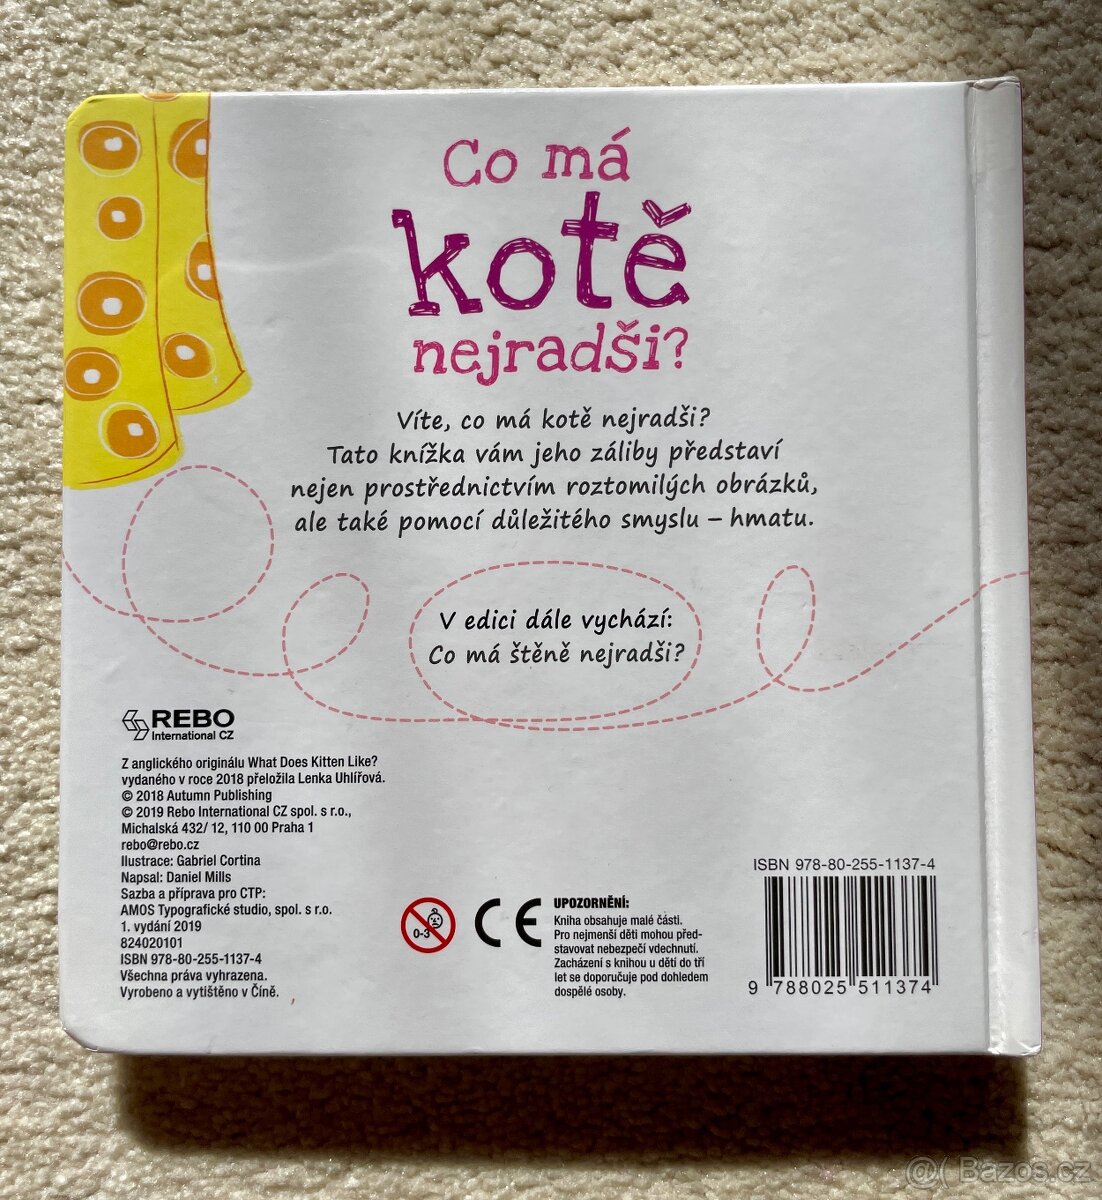 Co má
kotě
nejradši?
Víte, co má kotě nejradši?
Tato knížka vám jeho záliby představí
nejen prostřednictvím roztomilých obrázků,
ale také pomocí důležitého smyslu – hmatu.
V edici dále vychází:
Co má štěně nejradši?
REBO
International CZ
Z anglického originálu What Does Kitten Like?
vydaného v roce 2018 přeložila Lenka Uhlířová.
© 2018 Autumn Publishing
© 2019 Rebo International CZ spol. s r.o.,
Michalská 432/ 12, 110 00 Praha 1
rebo@rebo.cz
Ilustrace: Gabriel Cortina
Napsal: Daniel Mills
Sazba a příprava pro CTP:
AMOS Typografické studio, spol. s r.o.
1. vydání 2019
824020101
ISBN 978-80-255-1137-4
Všechna práva vyhrazena.
Vyrobeno a vytištěno v Číně.
0-3
CE
UPOZORNĚNÍ:
Kniha obsahuje malé části.
Pro nejmenší děti mohou před-
stavovat nebezpečí vdechnutí.
Zacházení s knihou u dětí do tří
let se doporučuje pod dohledem
dospělé osoby.
ISBN 978-80-255-1137-4
9 788025 511374
@( Bazos.cz